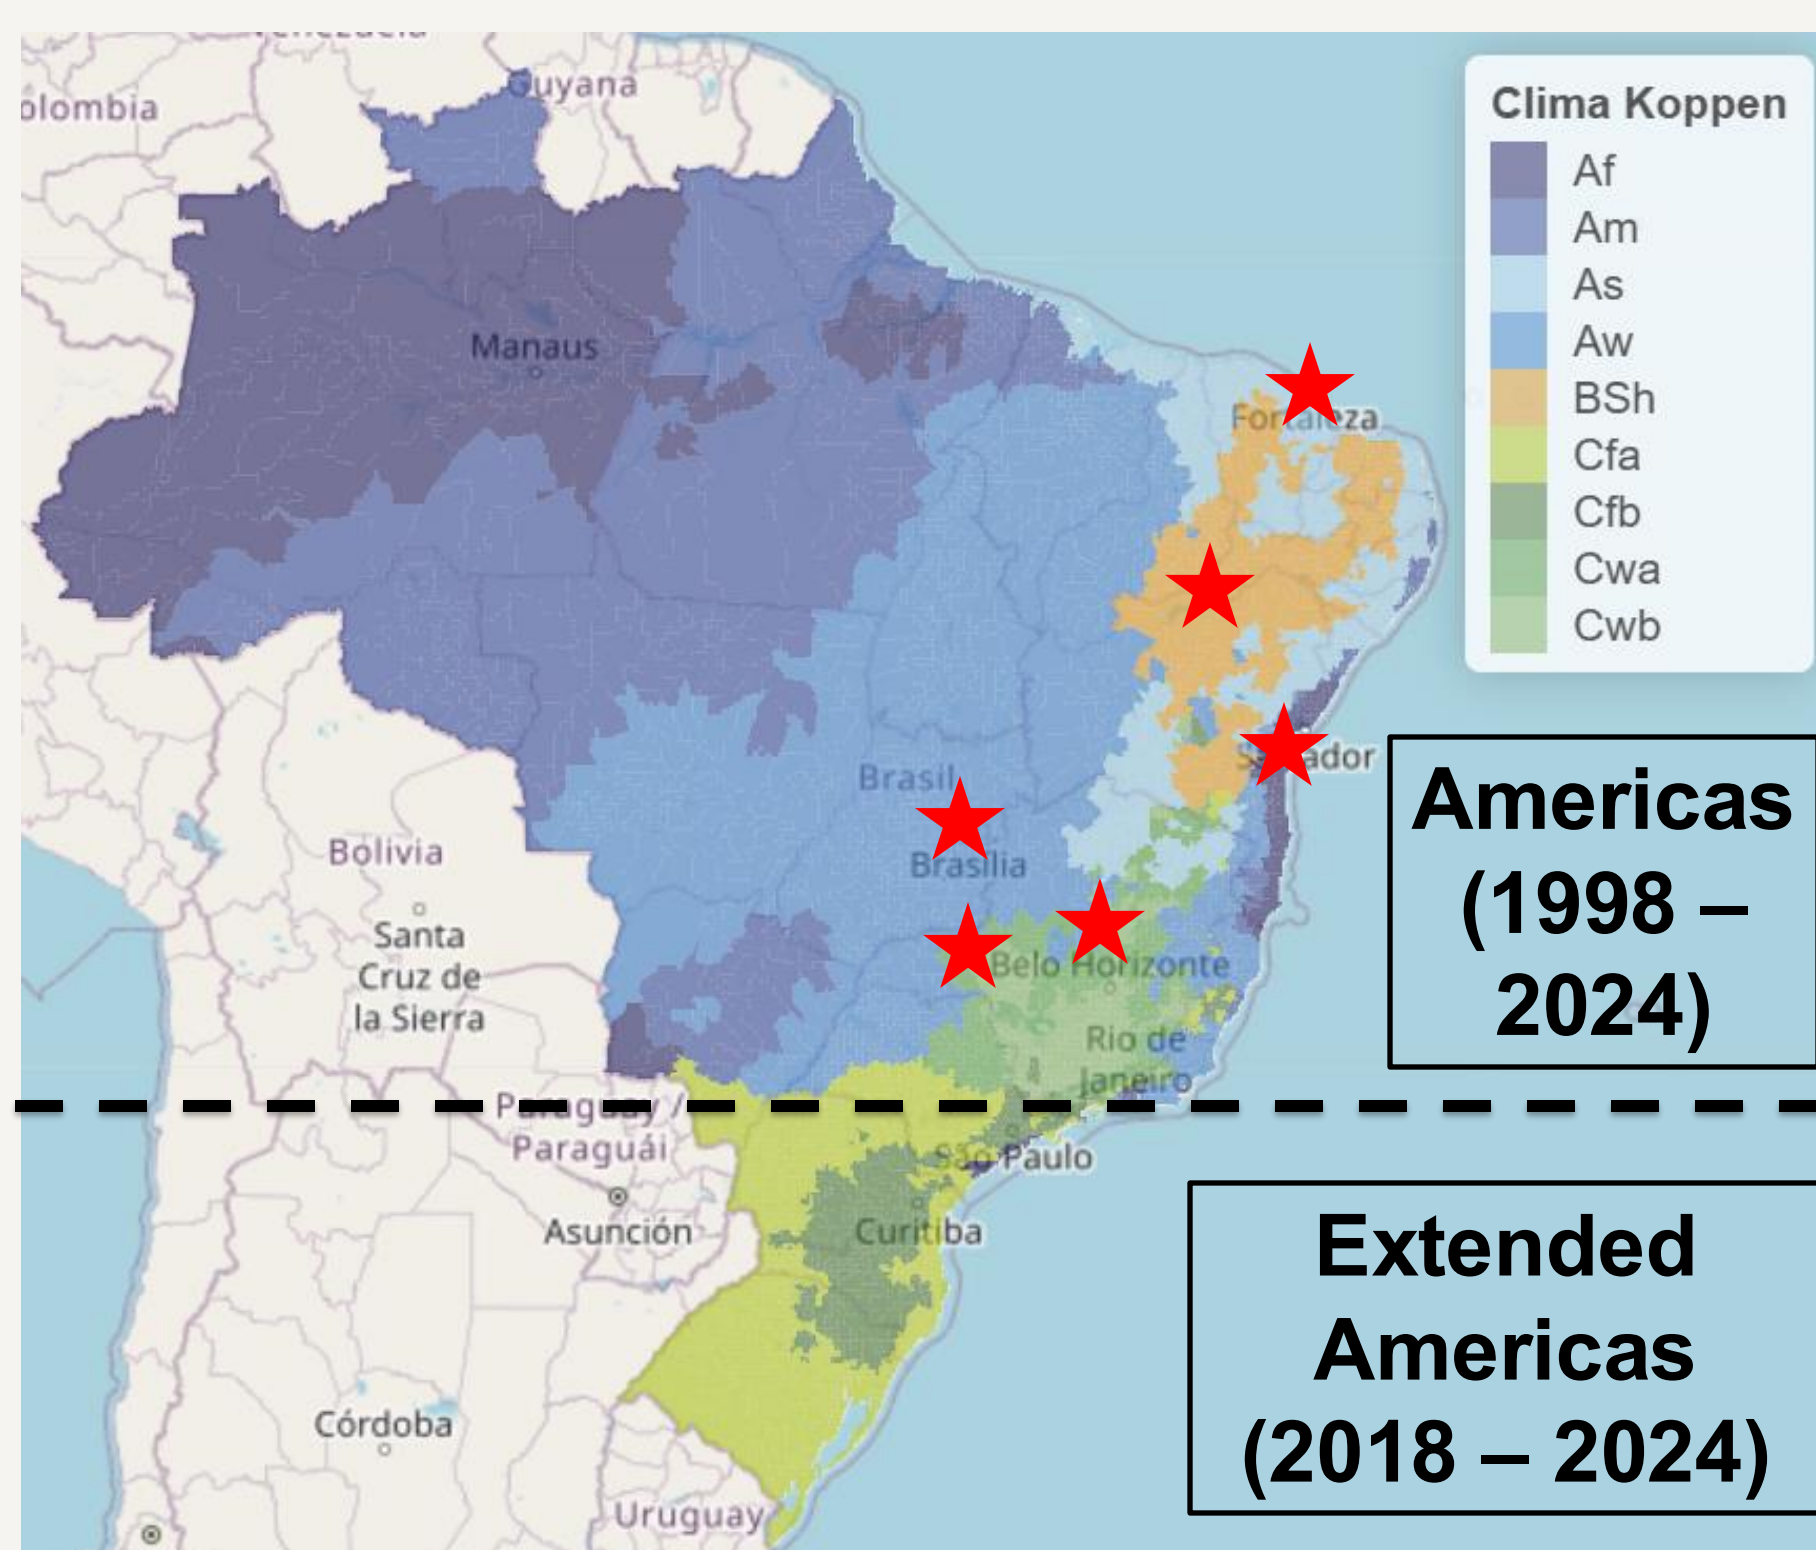 Venezuela
olombia
uyana
Clima Koppen
Af
Am
As
Aw
BSh
Cfa
Cfb
Cwa
Cwb
Manaus
Fortaleza
Salvador
Brasil
Brasília
Bolivia
Santa
Cruz de
la Sierra
Belo Horizonte
Rio de
Janeiro
Americas
(1998 –
2024)
Paraguay /
Paraguái
São Paulo
Asunción
Curitiba
Extended
Americas
(2018 – 2024)
Córdoba
Uruguay